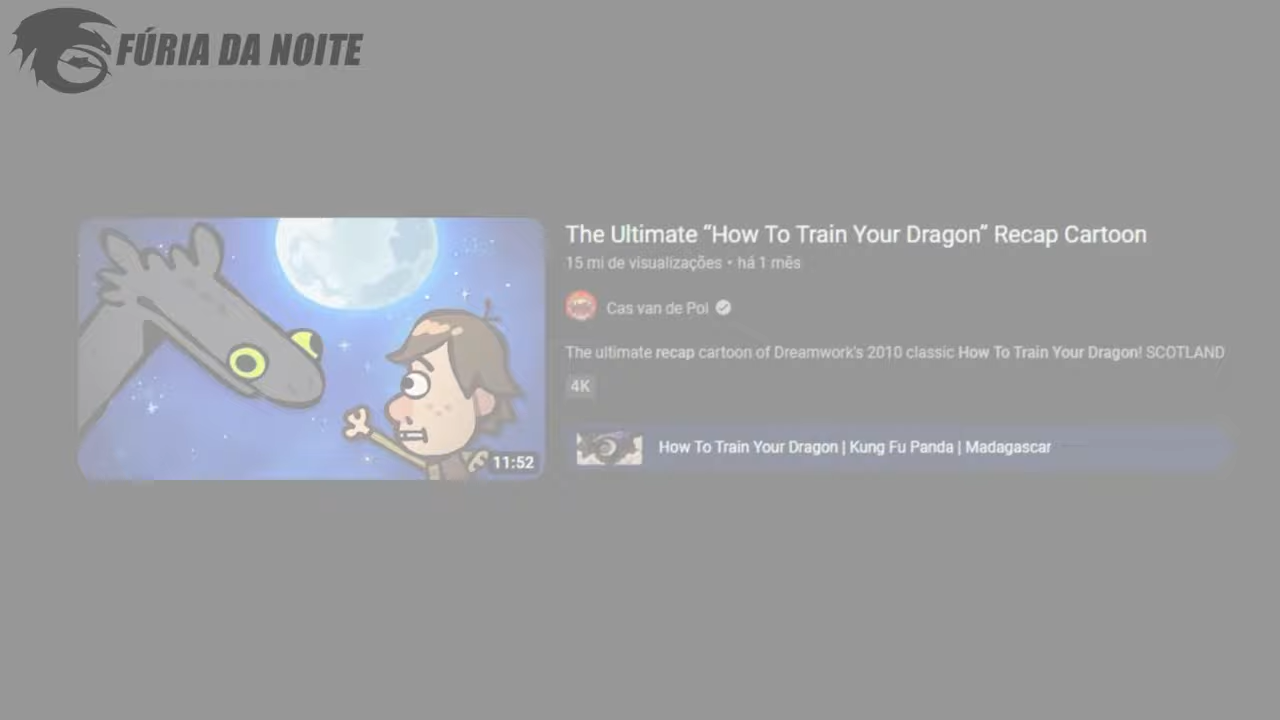 FÚRIA DA NOITE
The Ultimate “How To Train Your Dragon” Recap Cartoon
15 mi de visualizações • há 1 mês
Cas van de Pol
The ultimate recap cartoon of Dreamwork's 2010 classic How To Train Your Dragon! SCOTLAND
4K
11:52
How To Train Your Dragon | Kung Fu Panda | Madagascar